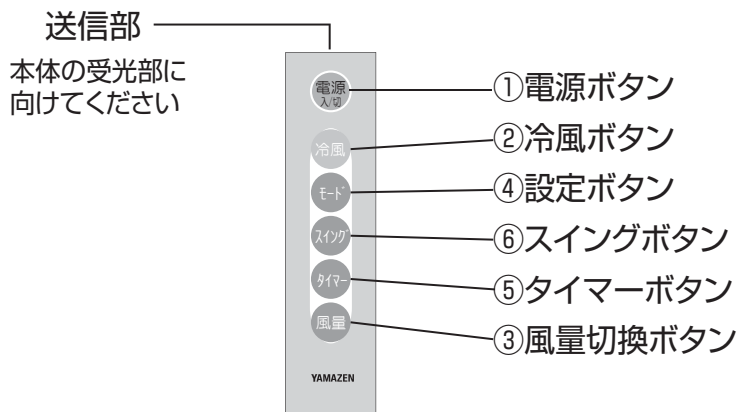 送信部
本体の受光部に
向けてください
電源
入/切
①電源ボタン
冷風
②冷風ボタン
ﾓｰﾄﾞ
④設定ボタン
ｽｲﾝｸﾞ
⑥スイングボタン
ﾀｲﾏｰ
⑤タイマーボタン
風量
③風量切換ボタン
YAMAZEN